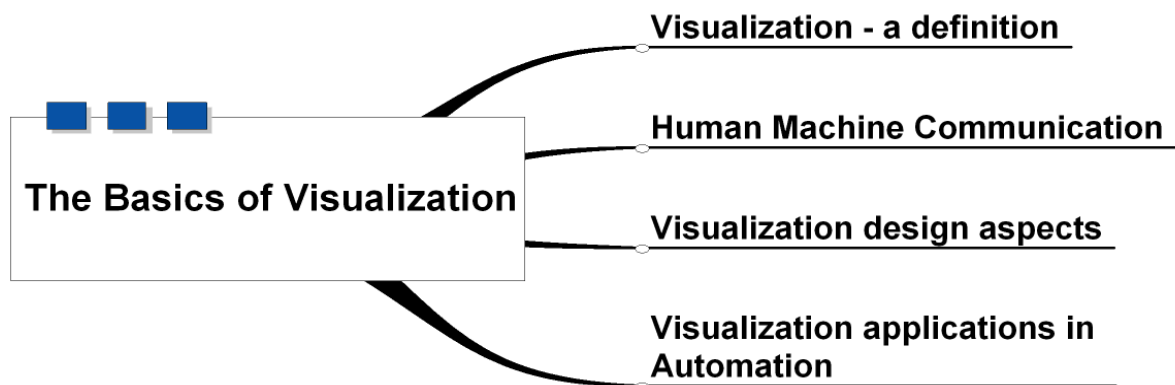 Visualization - a definition
Human Machine Communication
The Basics of Visualization
Visualization design aspects
Visualization applications in
Automation